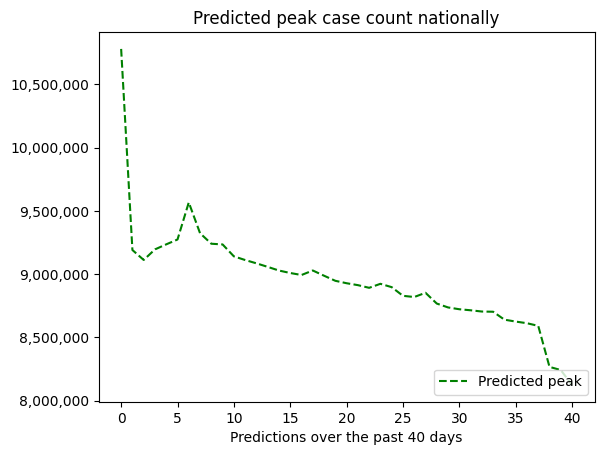 Predicted peak case count nationally
10,500,000
10,000,000
9,500,000
9,000,000
8,500,000
8,000,000
Predicted peak
0 5 10 15 20 25 30 35 40
Predictions over the past 40 days